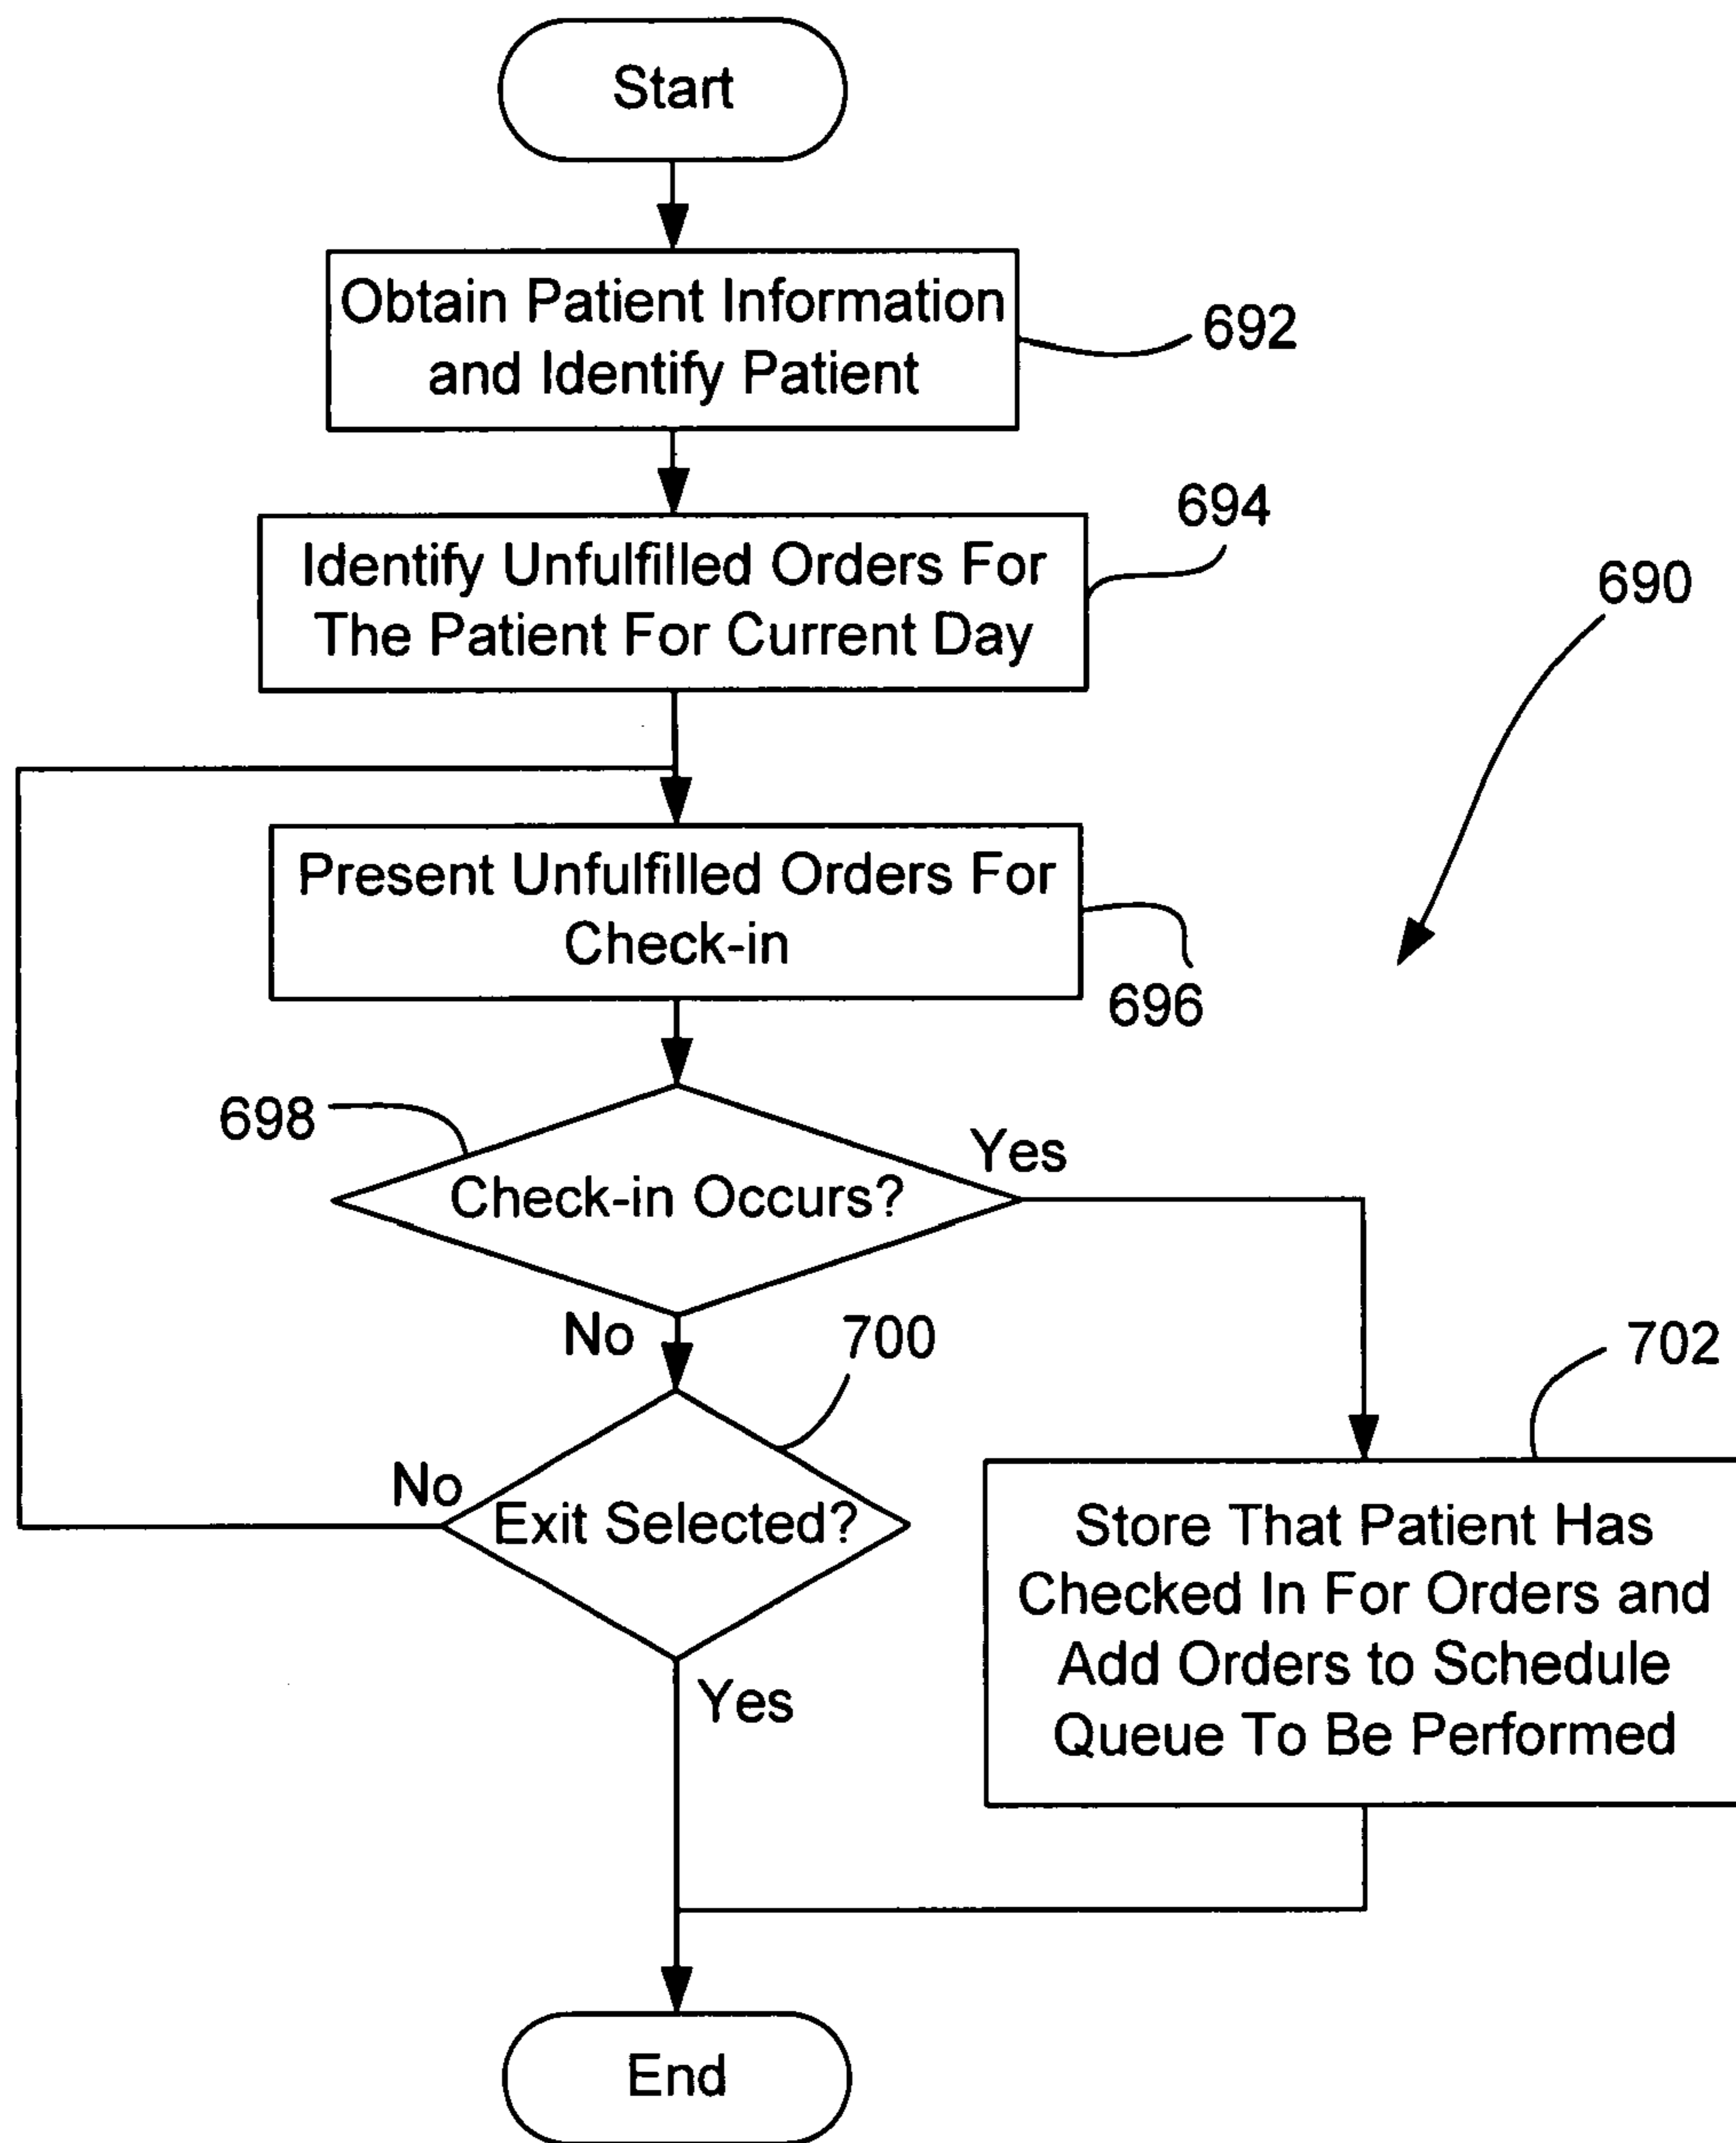 Start
Obtain Patient Information
and Identify Patient
692
Identify Unfulfilled Orders For
The Patient For Current Day
694
690
Present Unfulfilled Orders For
Check-in
696
698
Check-in Occurs?
Yes
No
700
702
No
Exit Selected?
Yes
Store That Patient Has
Checked In For Orders and
Add Orders to Schedule
Queue To Be Performed
End